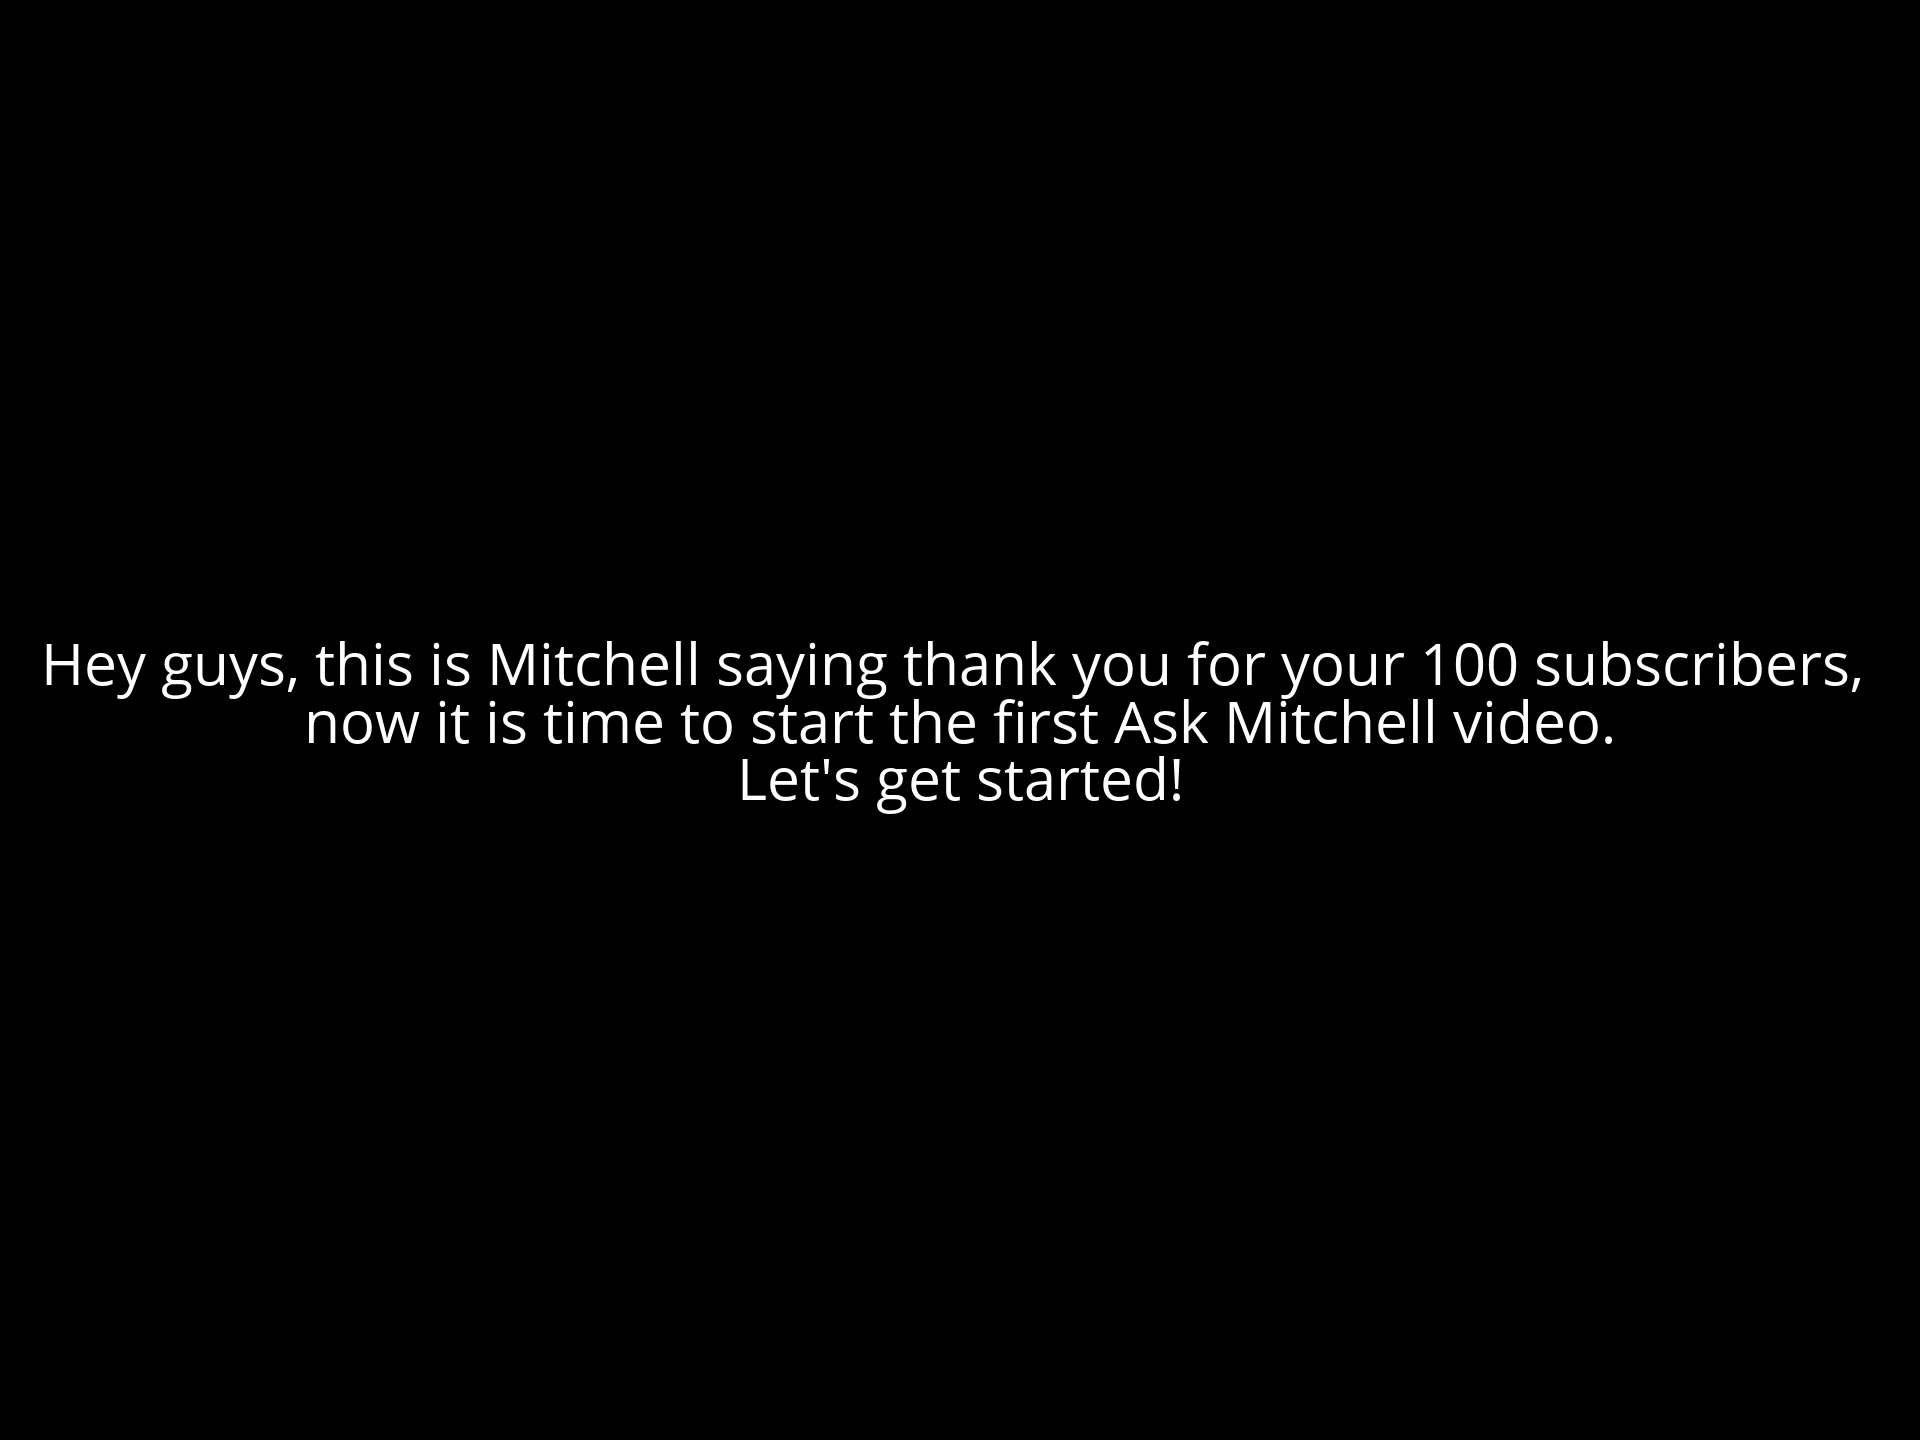 Hey guys, this is Mitchell saying thank you for your 100 subscribers,
now it is time to start the first Ask Mitchell video.
Let's get started!